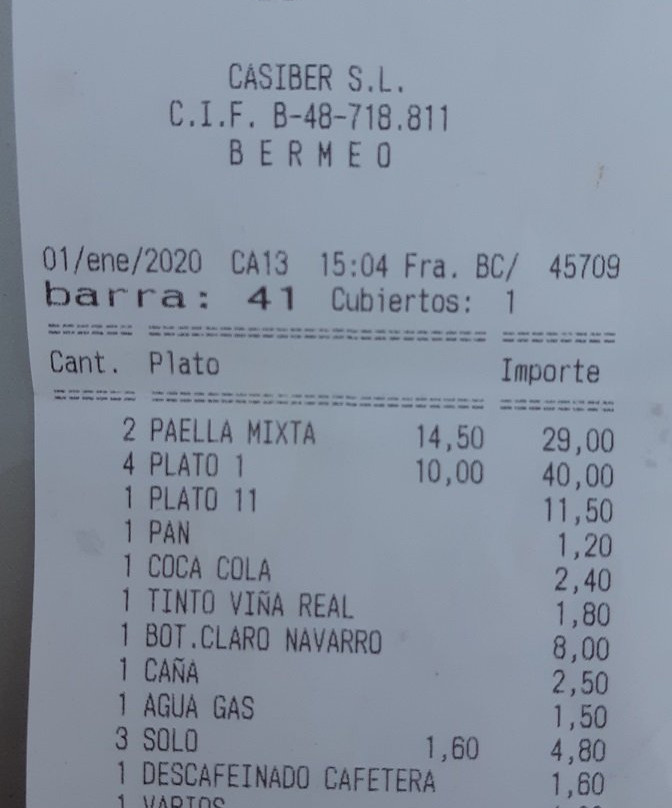 CASIBER S.L.
C.I.F. B-48-718.811
BERMEO
01/ene/2020 CA13 15:04 Fra. BC/ 45709
barra: 41 Cubiertos: 1
Cant. Plato Importe
2 PAELLA MIXTA 14,50 29,00
4 PLATO 1 10,00 40,00
1 PLATO 11 11,50
1 PAN 1,20
1 COCA COLA 2,40
1 TINTO VIÑA REAL 1,80
1 BOT.CLARO NAVARRO 8,00
1 CAÑA 2,50
1 AGUA GAS 1,50
3 SOLO 1,60 4,80
1 DESCAFEINADO CAFETERA 1,60
1 VARIOS